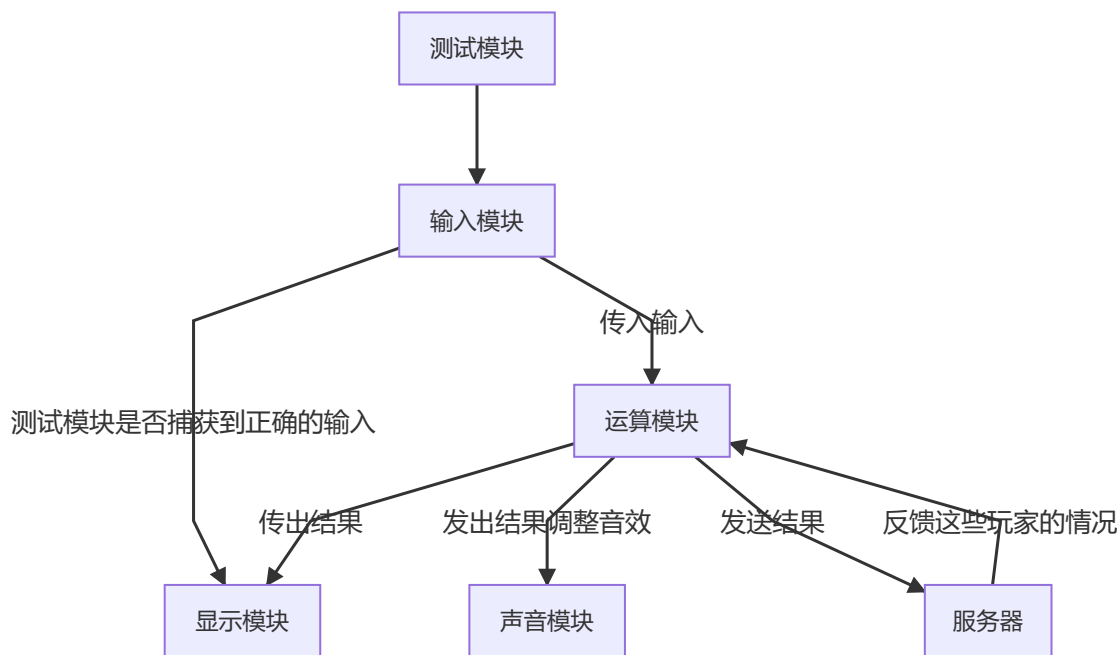 测试模块
输入模块
传入输入
测试模块是否捕获到正确的输入
运算模块
传出结果
发出结果调整音效
发送结果
反馈这些玩家的情况
显示模块
声音模块
服务器